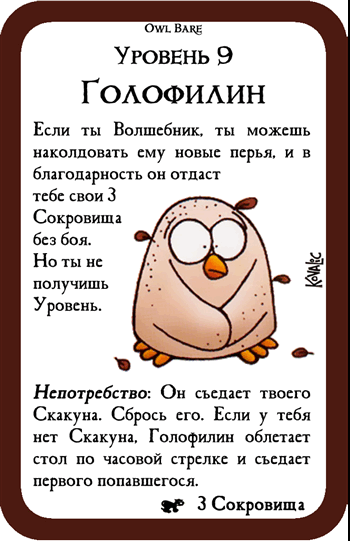 Owl Bare
Уровень 9
Голофилин
Если ты Волшебник, ты можешь
наколдовать ему новые перья, и в
благодарность он отдаст
тебе свои 3
Сокровища
без боя.
Но ты не
получишь
Уровень.
Kovalic
Непотребство: Он съедает твоего
Скакуна. Сбрось его. Если у тебя
нет Скакуна, Голофилин облетает
стол по часовой стрелке и съедает
первого попавшегося.
3 Сокровища